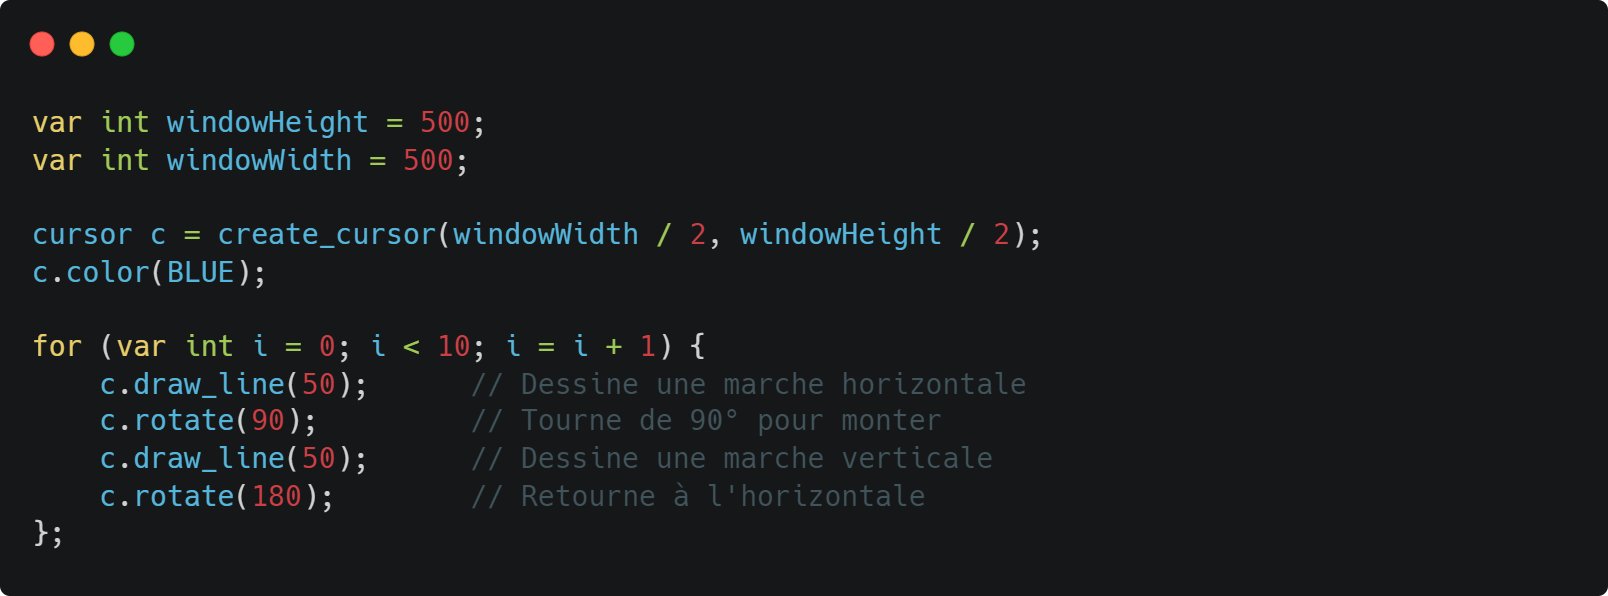 var int windowHeight = 500;
var int windowWidth = 500;
cursor c = create_cursor(windowWidth / 2, windowHeight / 2);
c.color(BLUE);
for (var int i = 0; i < 10; i = i + 1) {
    c.draw_line(50);      // Dessine une marche horizontale
    c.rotate(90);         // Tourne de 90° pour monter
    c.draw_line(50);      // Dessine une marche verticale
    c.rotate(180);        // Retourne à l'horizontale
};